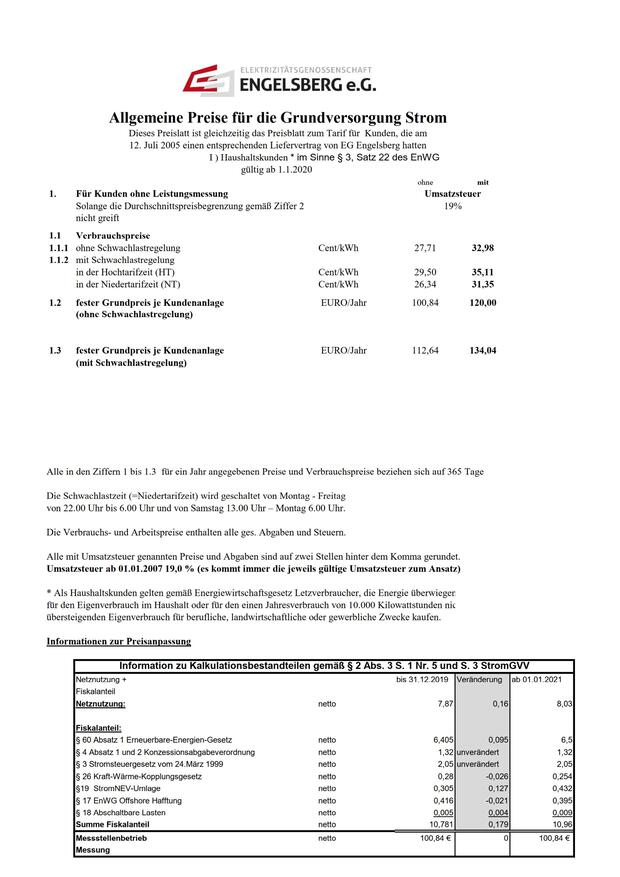 ELEKTRIZITÄTSGENOSSENSCHAFT
ENGELSBERG e.G.
Allgemeine Preise für die Grundversorgung Strom
Dieses Preislatt ist gleichzeitig das Preisblatt zum Tarif für Kunden, die am
12. Juli 2005 einen entsprechenden Liefervertrag von EG Engelsberg hatten
I ) Haushaltskunden * im Sinne § 3, Satz 22 des EnWG
gültig ab 1.1.2020
ohne mit
1. Für Kunden ohne Leistungsmessung Umsatzsteuer
Solange die Durchschnittspreisbegrenzung gemäß Ziffer 2 19%
nicht greift
1.1 Verbrauchspreise
1.1.1 ohne Schwachlastregelung Cent/kWh 27,71 32,98
1.1.2 mit Schwachlastregelung
in der Hochtarifzeit (HT) Cent/kWh 29,50 35,11
in der Niedertarifzeit (NT) Cent/kWh 26,34 31,35
1.2 fester Grundpreis je Kundenanlage EURO/Jahr 100,84 120,00
(ohne Schwachlastregelung)
1.3 fester Grundpreis je Kundenanlage EURO/Jahr 112,64 134,04
(mit Schwachlastregelung)
Alle in den Ziffern 1 bis 1.3 für ein Jahr angegebenen Preise und Verbrauchspreise beziehen sich auf 365 Tage
Die Schwachlastzeit (=Niedertarifzeit) wird geschaltet von Montag - Freitag
von 22.00 Uhr bis 6.00 Uhr und von Samstag 13.00 Uhr – Montag 6.00 Uhr.
Die Verbrauchs- und Arbeitspreise enthalten alle ges. Abgaben und Steuern.
Alle mit Umsatzsteuer genannten Preise und Abgaben sind auf zwei Stellen hinter dem Komma gerundet.
Umsatzsteuer ab 01.01.2007 19,0 % (es kommt immer die jeweils gültige Umsatzsteuer zum Ansatz)
* Als Haushaltskunden gelten gemäß Energiewirtschaftsgesetz Letzverbraucher, die Energie überwieger
für den Eigenverbrauch im Haushalt oder für den einen Jahresverbrauch von 10.000 Kilowattstunden nic
übersteigenden Eigenverbrauch für berufliche, landwirtschaftliche oder gewerbliche Zwecke kaufen.
Informationen zur Preisanpassung
Information zu Kalkulationsbestandteilen gemäß § 2 Abs. 3 S. 1 Nr. 5 und S. 3 StromGVV
Netznutzung + bis 31.12.2019 Veränderung ab 01.01.2021
Fiskalanteil
Netznutzung: netto 7,87 0,16 8,03
Fiskalanteil:
§ 60 Absatz 1 Erneuerbare-Energien-Gesetz netto 6,405 0,095 6,5
§ 4 Absatz 1 und 2 Konzessionsabgabeverordnung netto 1,32 unverändert 1,32
§ 3 Stromsteuergesetz vom 24.März 1999 netto 2,05 unverändert 2,05
§ 26 Kraft-Wärme-Kopplungsgesetz netto 0,28 -0,026 0,254
§19 StromNEV-Umlage netto 0,305 0,127 0,432
§ 17 EnWG Offshore Hafftung netto 0,416 -0,021 0,395
§ 18 Abschaltbare Lasten netto 0,005 0,004 0,009
Summe Fiskalanteil netto 10,781 0,179 10,96
Messstellenbetrieb netto 100,84 € 0 100,84 €
Messung